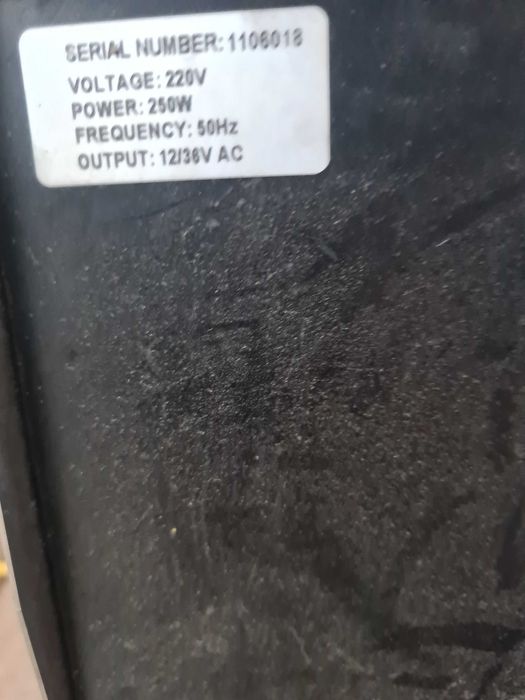 SERIAL NUMBER: 1106018
VOLTAGE: 220V
POWER: 250W
FREQUENCY: 50Hz
OUTPUT: 12/36V AC